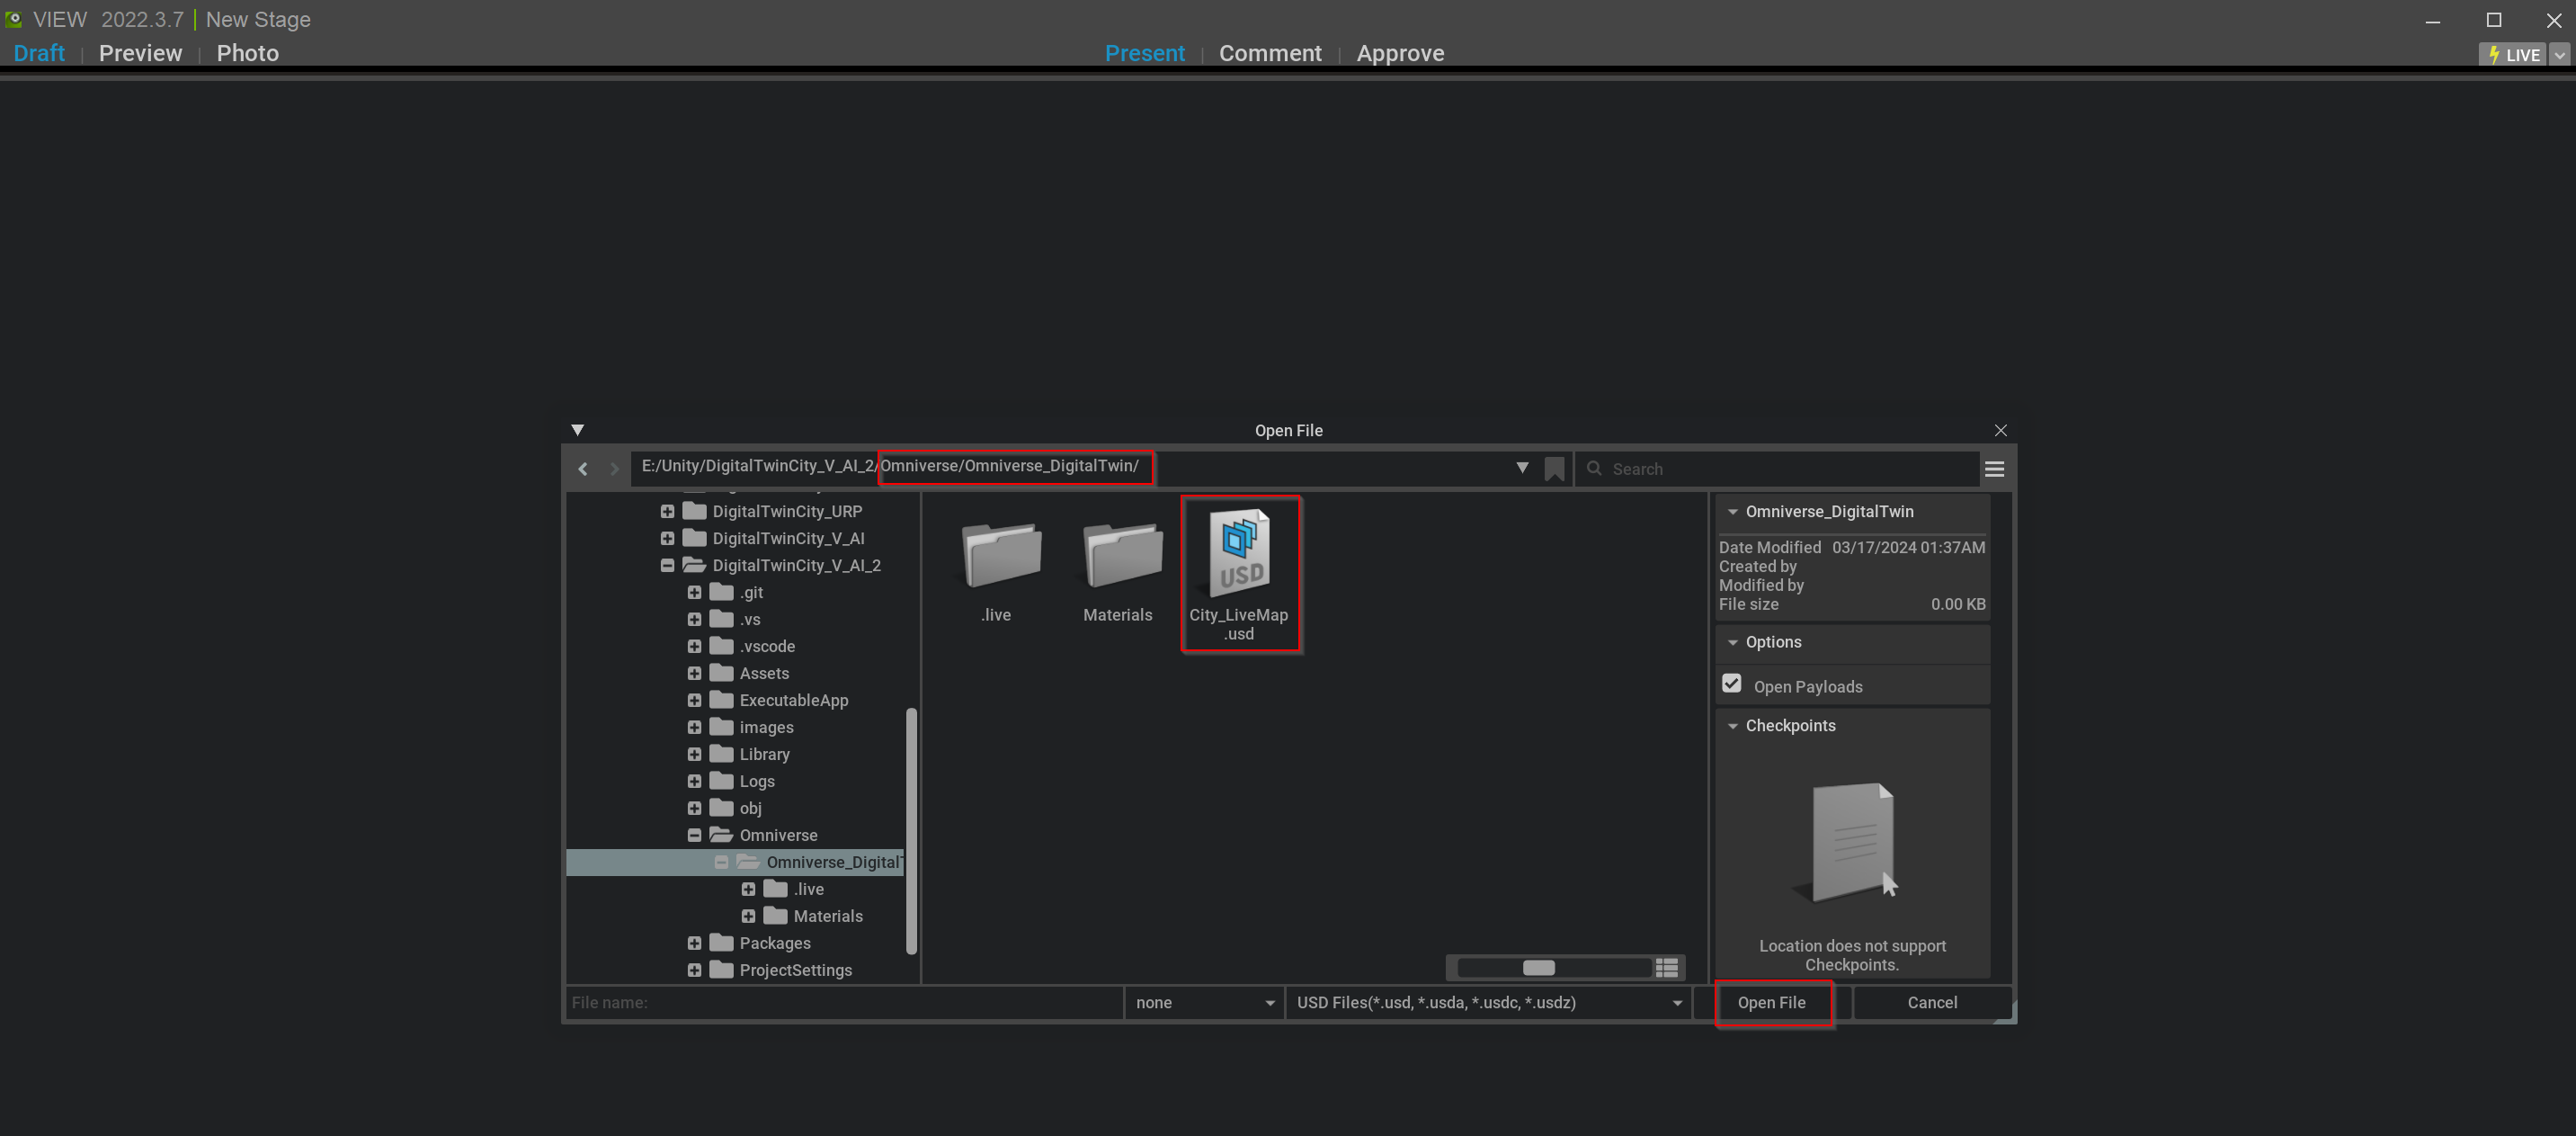 VIEW 2022.3.7 | New Stage
Draft | Preview | Photo
Present | Comment | Approve
LIVE
Open File
E:/Unity/DigitalTwinCity_V_AI_2/Omniverse/Omniverse_DigitalTwin/
Search
DigitalTwinCity_URP
DigitalTwinCity_V_AI
DigitalTwinCity_V_AI_2
.git
.vs
.vscode
Assets
ExecutableApp
images
Library
Logs
obj
Omniverse
Omniverse_DigitalT
.live
Materials
Packages
ProjectSettings
.live
Materials
USD
City_LiveMap
.usd
Omniverse_DigitalTwin
Date Modified 03/17/2024 01:37AM
Created by
Modified by
File size 0.00 KB
Options
Open Payloads
Checkpoints
Location does not support
Checkpoints.
File name:
none
USD Files(*.usd, *.usda, *.usdc, *.usdz)
Open File
Cancel